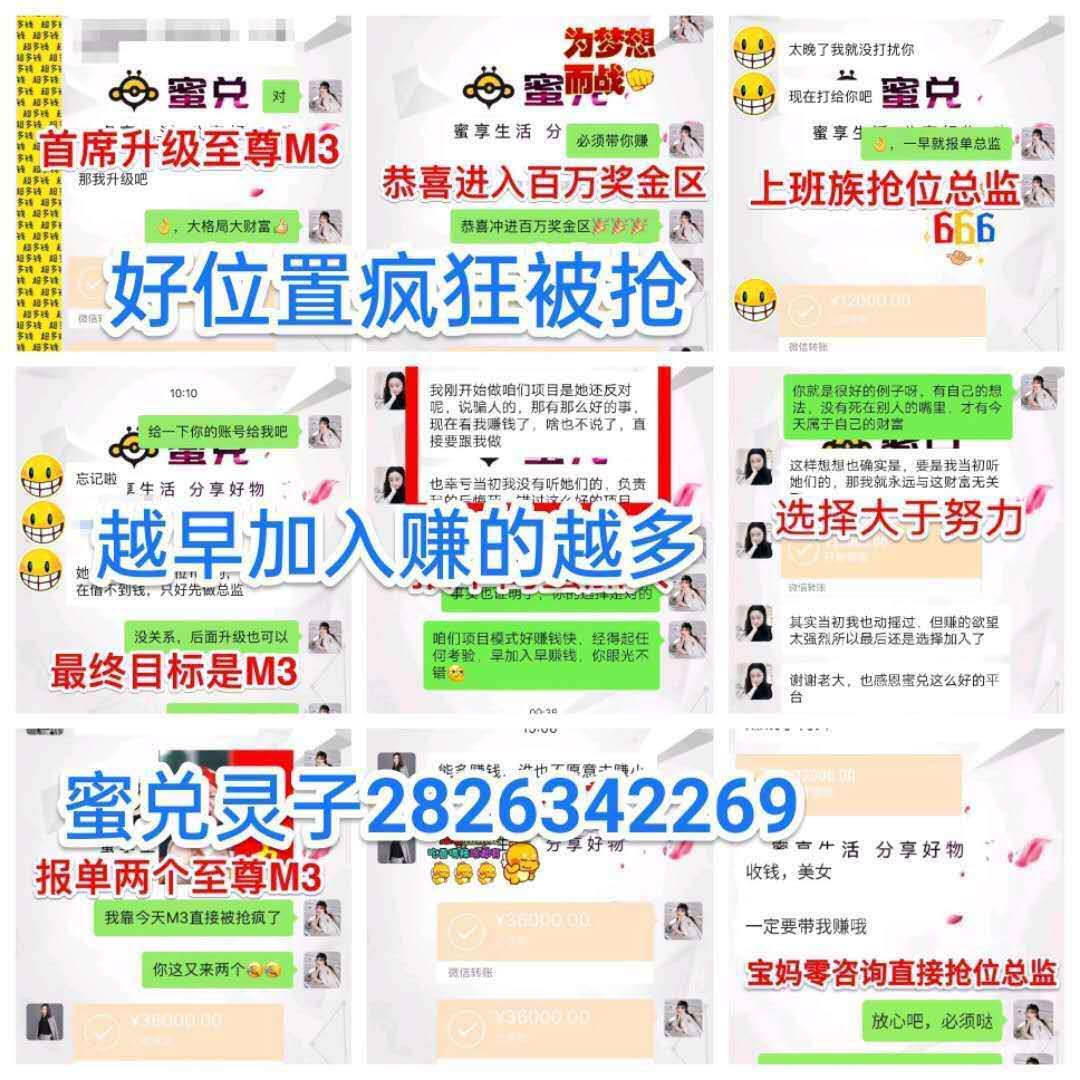 超多钱 超多钱
蜜兑
对
首席升级至尊M3
那我升级吧
👌，大格局大财富👍
为梦想
而战👊
蜜
蜜享生活 分
必须带你赚
恭喜进入百万奖金区
恭喜冲进百万奖金区🎉🎉🎉
太晚了我就没打扰你
现在打给你吧
蜜兑
👌，一早就报单总监
上班族抢位总监
666
¥12000.00
微信转账
好位置疯狂被抢
10:10
给一下你的账号给我吧
忘记啦
享生活 分享好物
在借不到钱，只好先做总监
没关系，后面升级也可以
最终目标是M3
我刚开始做咱们项目是她还反对
呢，说骗人的，那有那么好的事，
现在看我赚钱了，啥也不说了，直
接要跟我做
也幸亏当初我没有听她们的，负责
事实也证明了，你的选择是对的
咱们项目模式好赚钱快，经得起任
何考验，早加入早赚钱，你眼光不
错
00:38
你就是很好的例子呀，有自己的想
法，没有死在别人的嘴里，才有今
天属于自己的财富
这样想想也确实是，要是我当初听
她们的，那我就永远与这财富无关
选择大于努力
微信转账
其实当初我也动摇过，但赚的欲望
太强烈所以最后还是选择加入了
谢谢老大，也感恩蜜兑这么好的平
台
越早加入赚的越多
蜜兑灵子2826342269
报单两个至尊M3
我靠今天M3直接被抢疯了
你这又来两个
¥36000.00
能多赚钱，谁也不愿意去赚小
分享好物
¥36000.00
微信转账
¥36000.00
蜜享生活 分享好物
收钱，美女
一定要带我赚哦
宝妈零咨询直接抢位总监
放心吧，必须哒